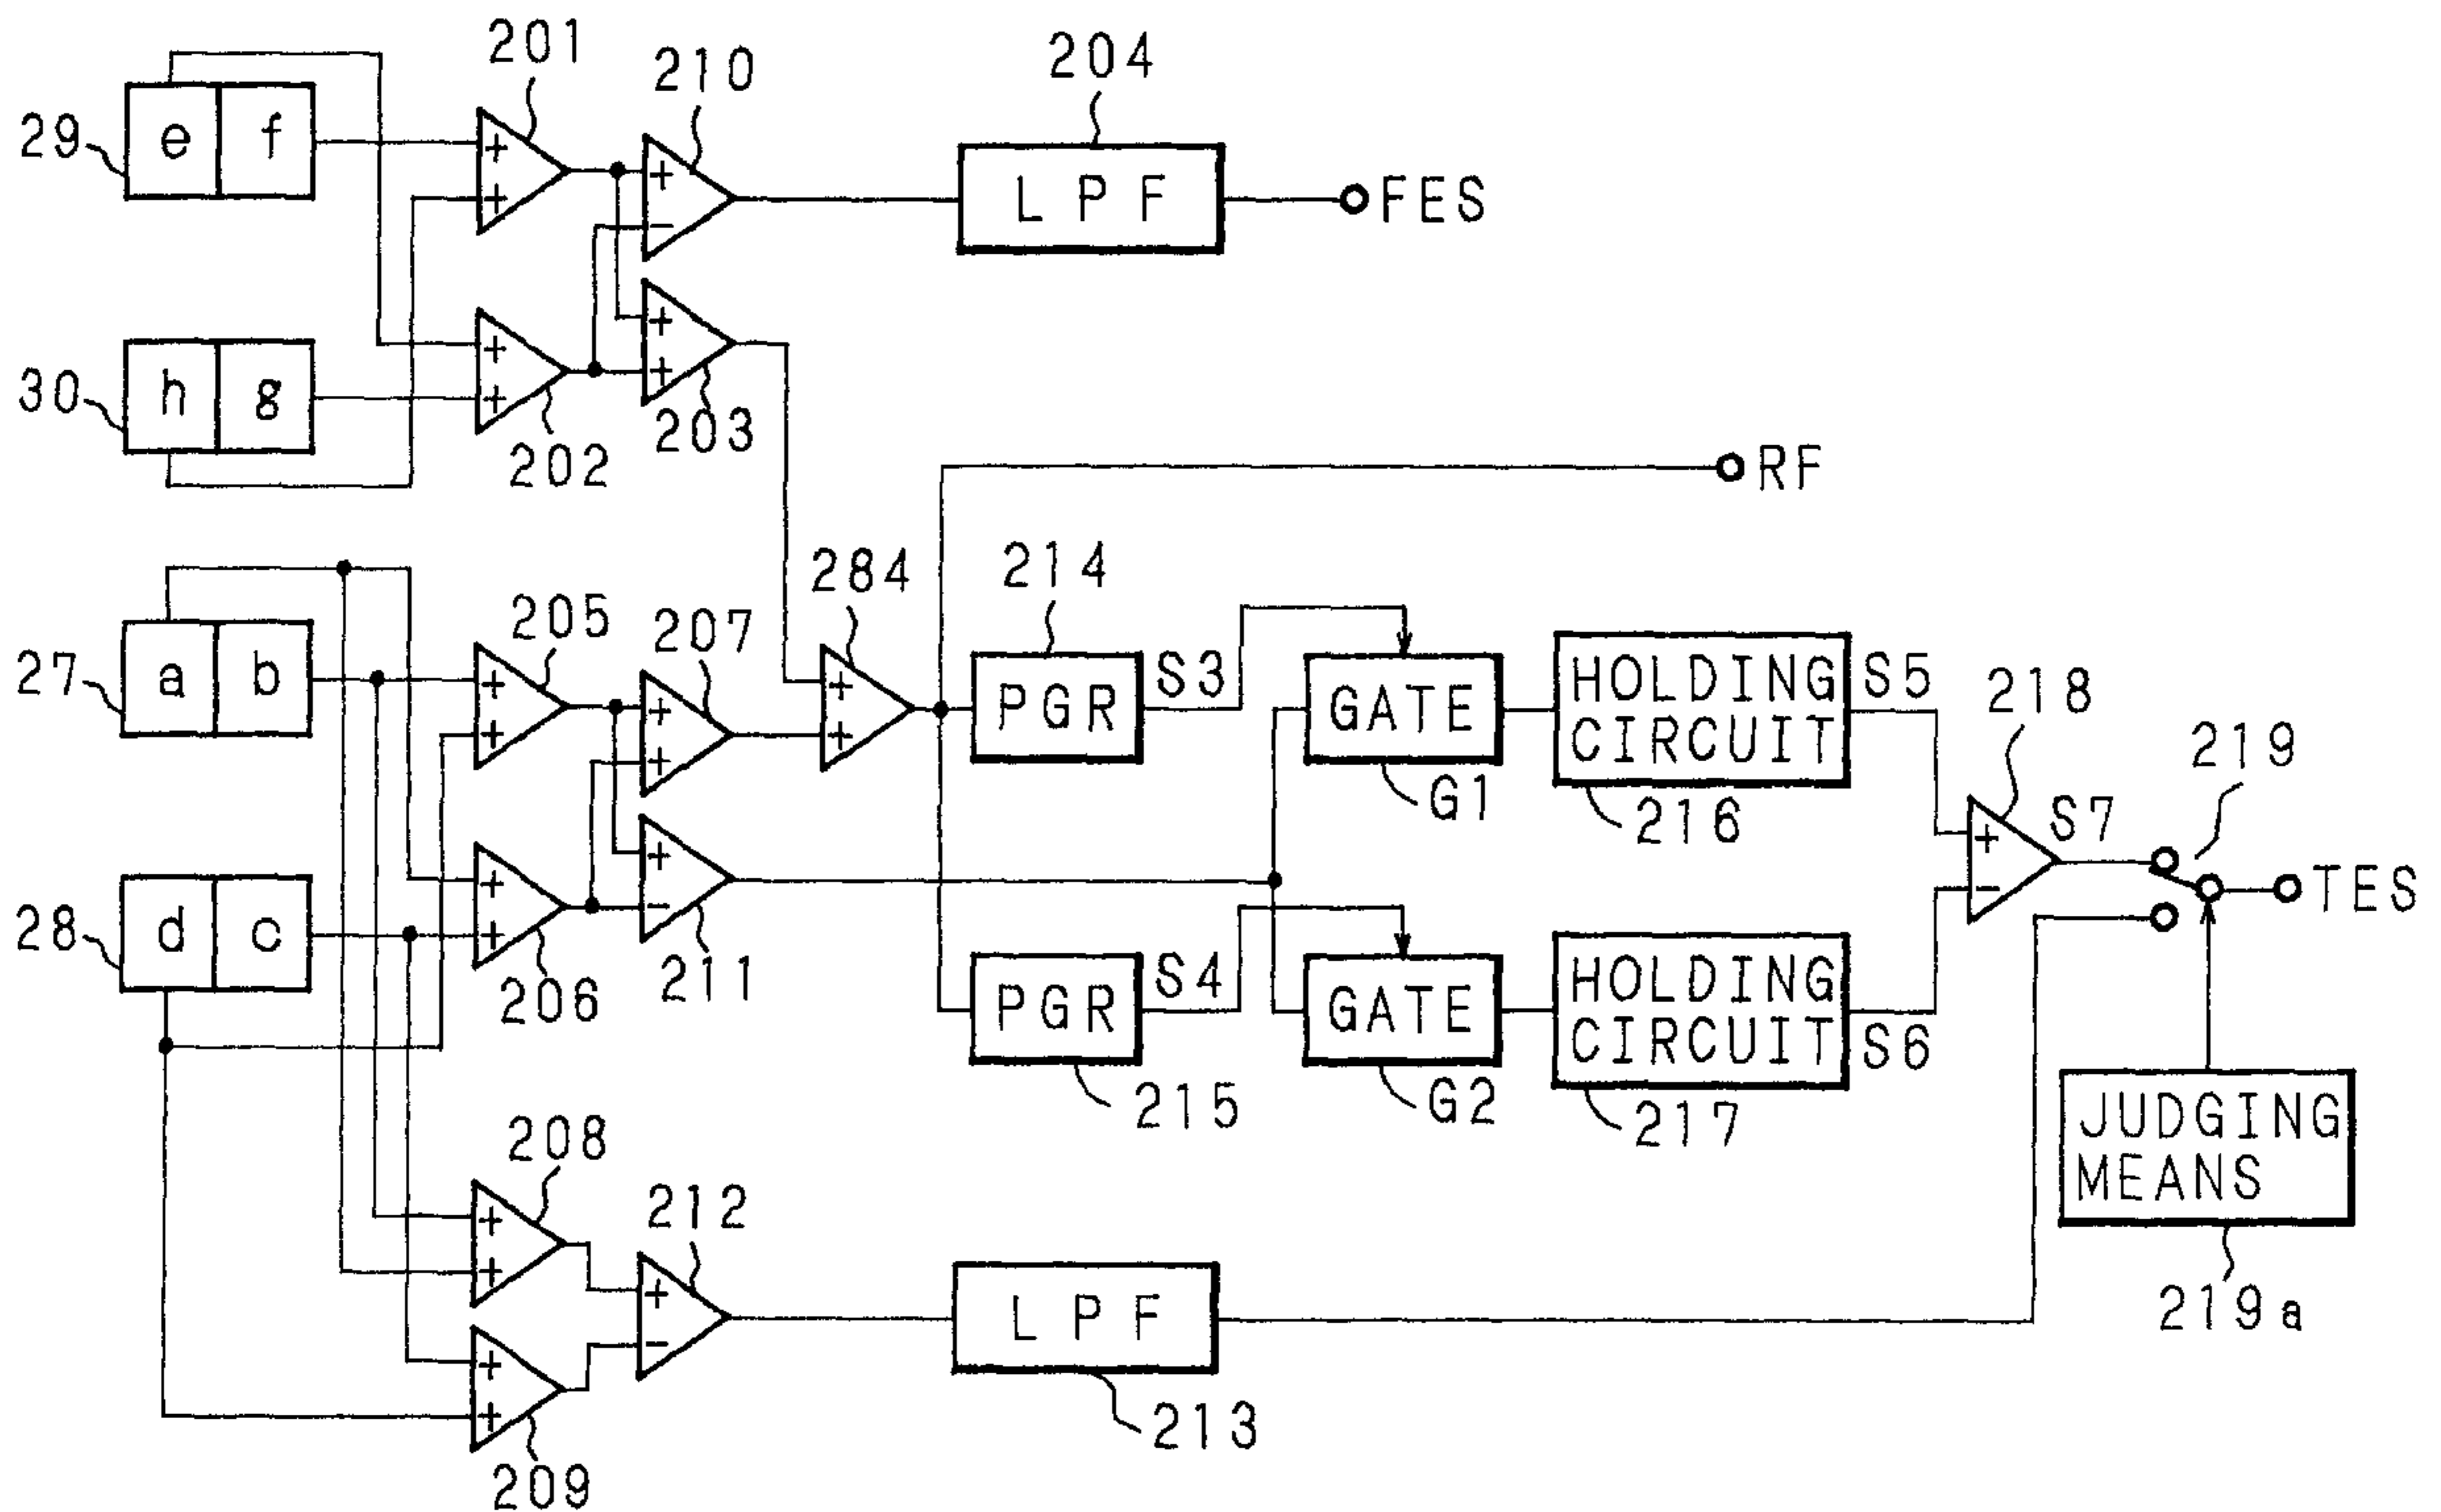 201
210
204
29
e f
+
+
+
−
L P F
FES
30
h g
+
+
+
+
202
203
RF
27
a b
205
207
284
214
+
+
+
+
+
+
PGR
S3
GATE
G1
HOLDING
CIRCUIT
S5
216
218
219
28
d c
+
+
206
+
−
211
PGR
S4
215
GATE
G2
HOLDING
CIRCUIT
S6
217
+
−
S7
TES
JUDGING
MEANS
219a
208
212
+
+
+
−
+
+
209
L P F
213